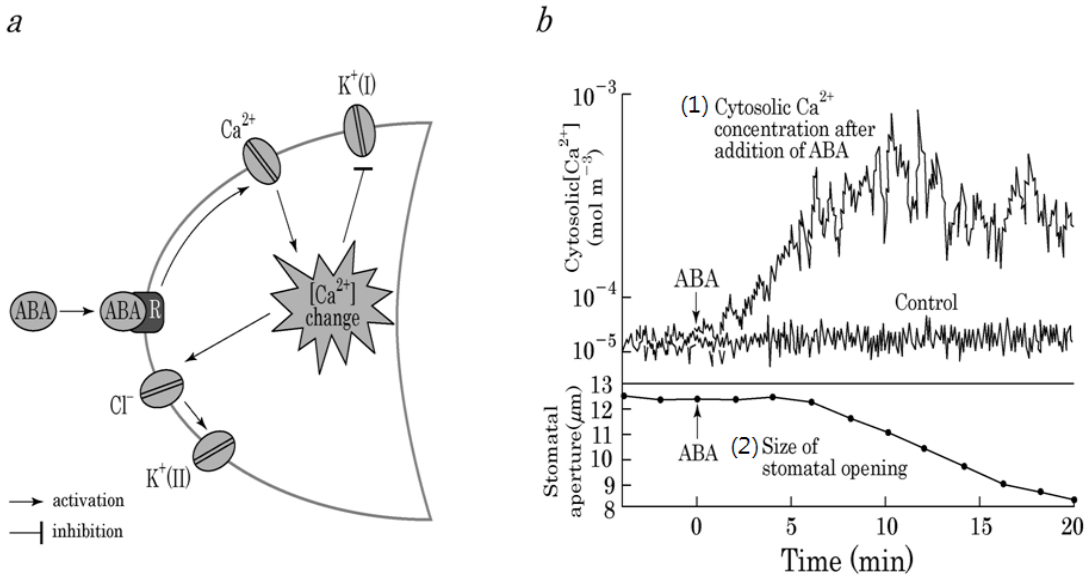 a
K⁺(I)
Ca²⁺
[Ca²⁺]
change
ABA
ABA
R
Cl⁻
K⁺(II)
activation
inhibition
b
Cytosolic[Ca²⁺]
(mol m⁻³)
10⁻³
10⁻⁴
10⁻⁵
(1) Cytosolic Ca²⁺
concentration after
addition of ABA
ABA
Control
Stomatal
aperture(μm)
13
12
11
10
9
8
ABA
(2) Size of
stomatal opening
0 5 10 15 20
Time (min)